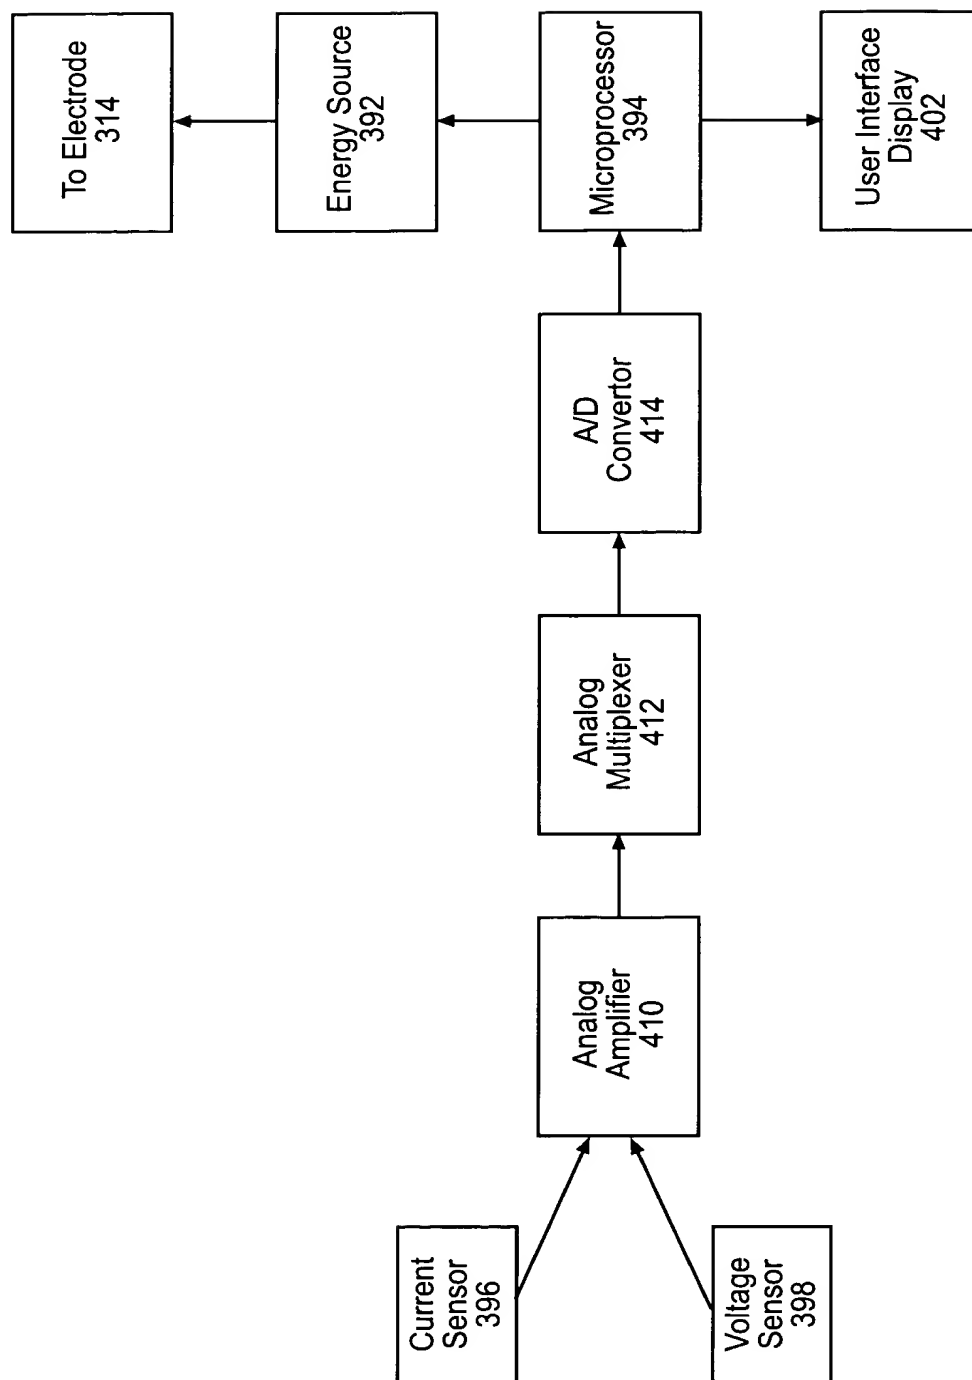 Current
Sensor
396
Voltage
Sensor
398
Analog
Amplifier
410
Analog
Multiplexer
412
A/D
Convertor
414
To Electrode
314
Energy Source
392
Microprocessor
394
User Interface
Display
402